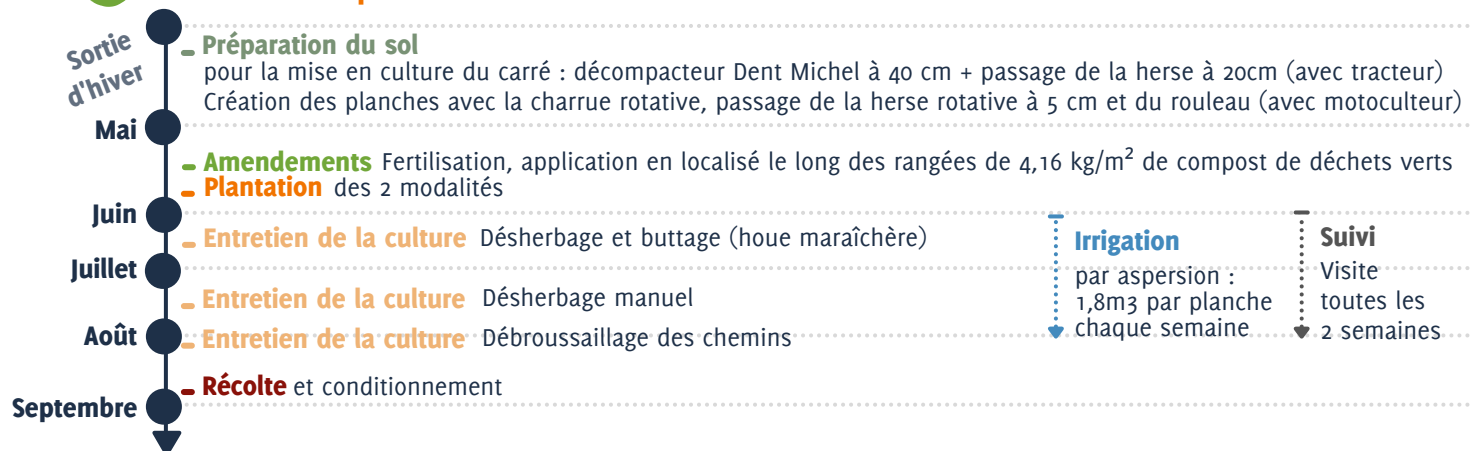 Sortie
d'hiver
Préparation du sol
pour la mise en culture du carré : décompacteur Dent Michel à 40 cm + passage de la herse à 20cm (avec tracteur)
Création des planches avec la charrue rotative, passage de la herse rotative à 5 cm et du rouleau (avec motoculteur)
Mai
Amendements Fertilisation, application en localisé le long des rangées de 4,16 kg/m² de compost de déchets verts
Plantation des 2 modalités
Juin
Entretien de la culture Désherbage et buttage (houe maraîchère)
Juillet
Entretien de la culture Désherbage manuel
Août
Entretien de la culture Débroussaillage des chemins
Irrigation
par aspersion :
1,8m3 par planche
chaque semaine
Suivi
Visite
toutes les
2 semaines
Récolte et conditionnement
Septembre